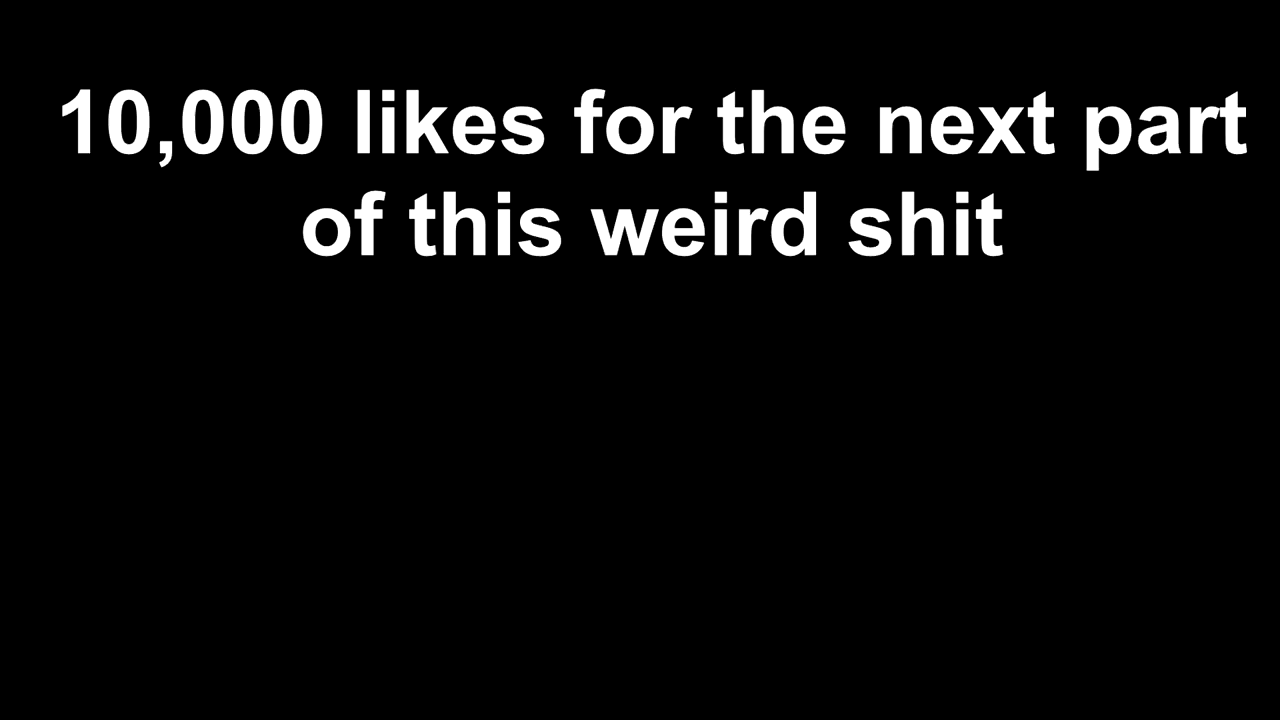 10,000 likes for the next part
of this weird shit